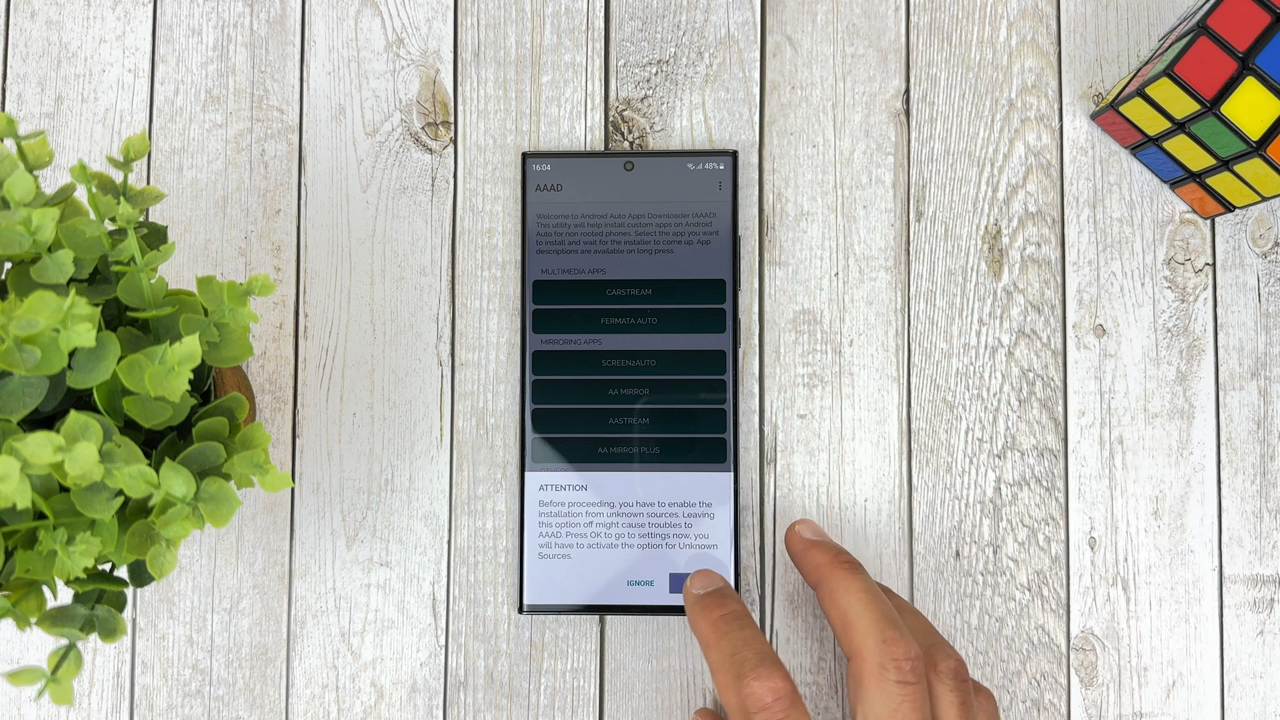 16:04
48%
AAAD
Welcome to Android Auto Apps Downloader (AAAD).
This utility will help install custom apps on Android
Auto for non rooted phones. Select the app you want
to install and wait for the installer to come up. App
descriptions are available on long press.
MULTIMEDIA APPS
CARSTREAM
FERMATA AUTO
MIRRORING APPS
SCREEN2AUTO
AA MIRROR
AASTREAM
AA MIRROR PLUS
ATTENTION
Before proceeding, you have to enable the
installation from unknown sources. Leaving
this option off might cause troubles to
AAAD. Press OK to go to settings now, you
will have to activate the option for Unknown
Sources.
IGNORE